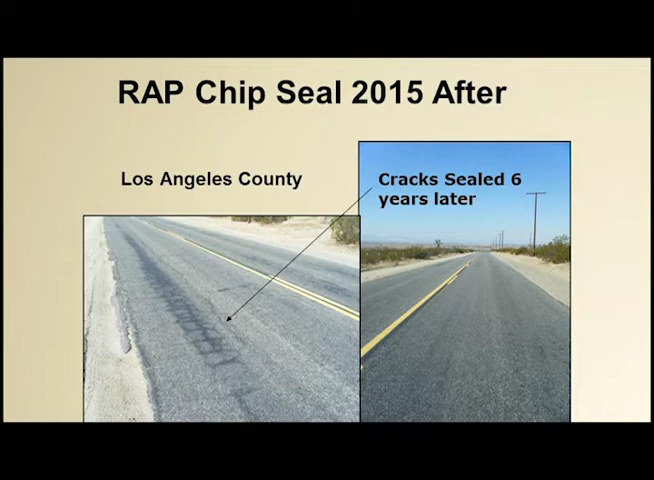 RAP Chip Seal 2015 After
Los Angeles County
Cracks Sealed 6
years later